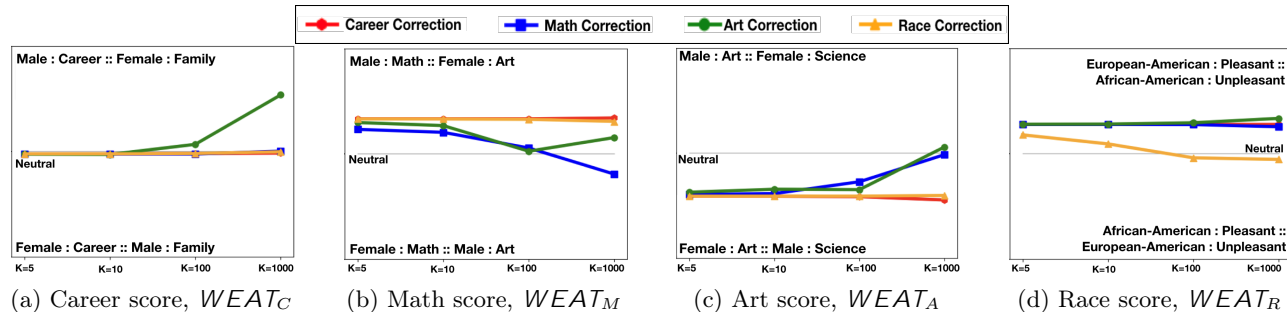 Career Correction Math Correction Art Correction Race Correction
Male : Career :: Female : Family
Neutral
Female : Career :: Male : Family
K=5 K=10 K=100 K=1000
(a) Career score, WEAT_C
Male : Math :: Female : Art
Neutral
Female : Math :: Male : Art
K=5 K=10 K=100 K=1000
(b) Math score, WEAT_M
Male : Art :: Female : Science
Neutral
Female : Art :: Male : Science
K=5 K=10 K=100 K=1000
(c) Art score, WEAT_A
European-American : Pleasant ::
African-American : Unpleasant
Neutral
African-American : Pleasant ::
European-American : Unpleasant
K=5 K=10 K=100 K=1000
(d) Race score, WEAT_R